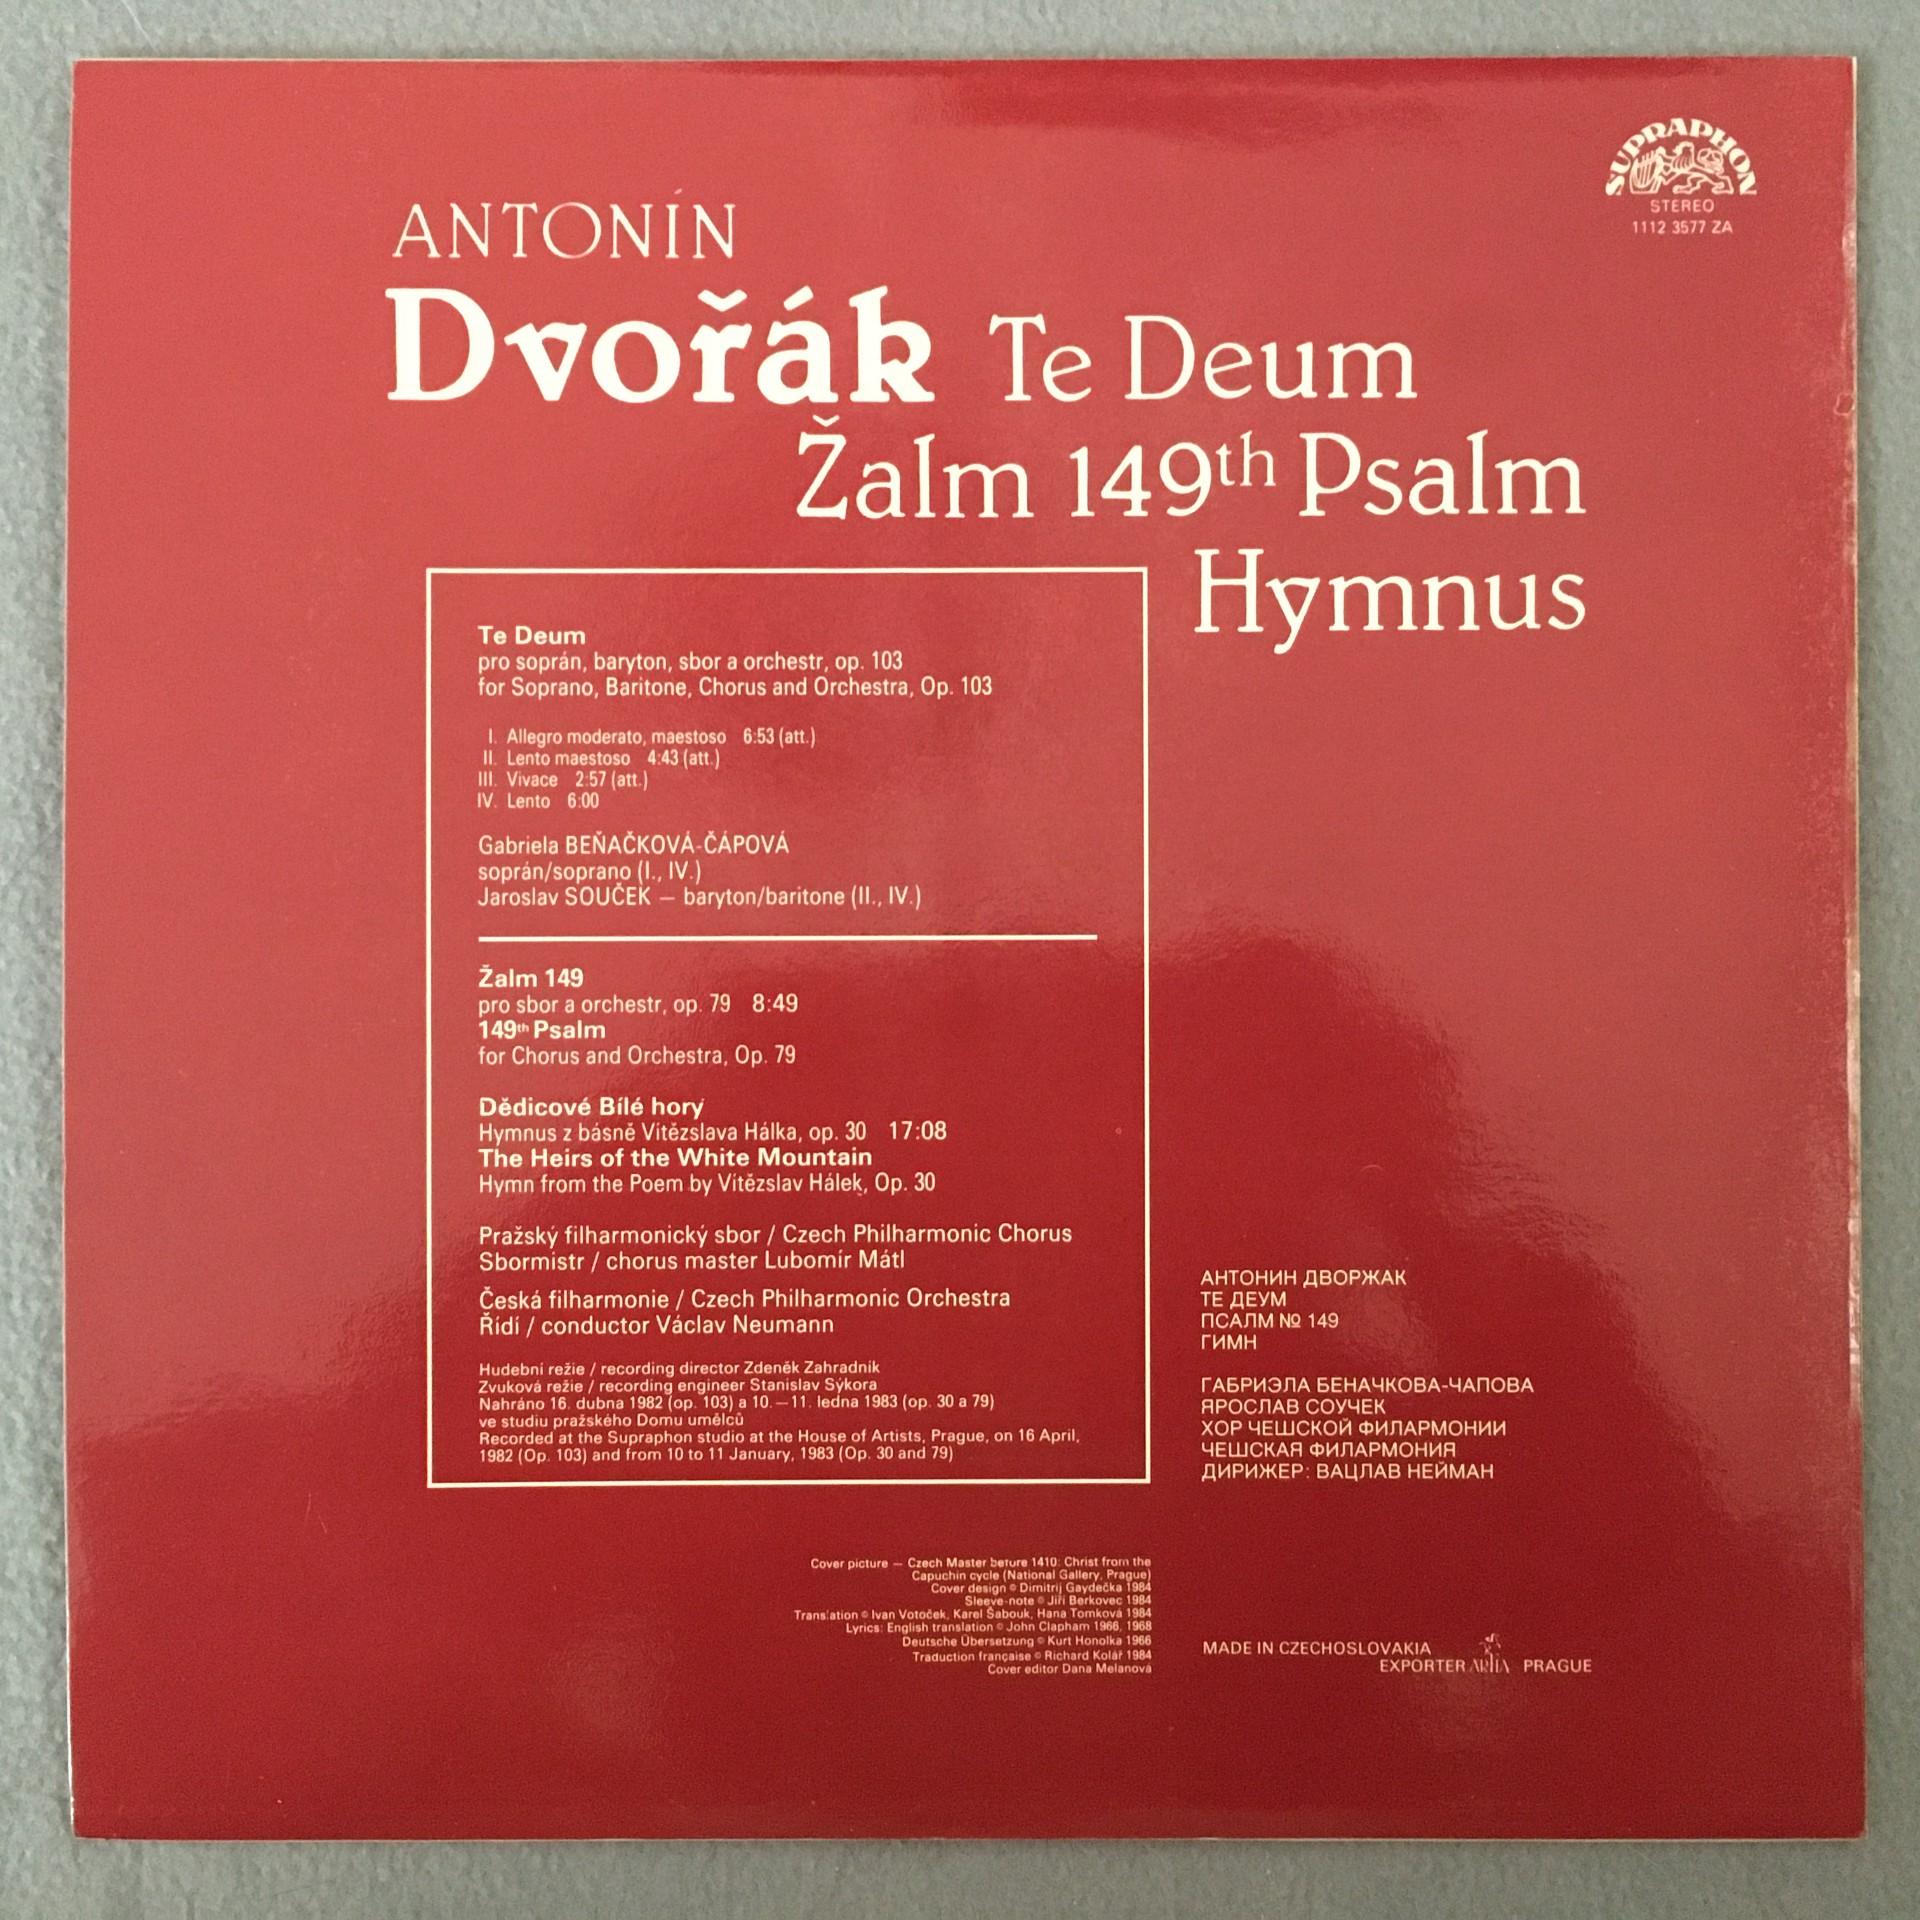 SUPRAPHON
STEREO
1112 3577 ZA
ANTONÍN
Dvořák Te Deum
Žalm 149th Psalm
Hymnus
Te Deum
pro soprán, baryton, sbor a orchestr, op. 103
for Soprano, Baritone, Chorus and Orchestra, Op. 103
I. Allegro moderato, maestoso 6:53 (att.)
II. Lento maestoso 4:43 (att.)
III. Vivace 2:57 (att.)
IV. Lento 6:00
Gabriela BEŇAČKOVÁ-ČÁPOVÁ
soprán/soprano (I., IV.)
Jaroslav SOUČEK — baryton/baritone (II., IV.)
Žalm 149
pro sbor a orchestr, op. 79 8:49
149th Psalm
for Chorus and Orchestra, Op. 79
Dědicové Bílé hory
Hymnus z básně Vítězslava Hálka, op. 30 17:08
The Heirs of the White Mountain
Hymn from the Poem by Vítězslav Hálek, Op. 30
Pražský filharmonický sbor / Czech Philharmonic Chorus
Sbormistr / chorus master Lubomír Mátl
Česká filharmonie / Czech Philharmonic Orchestra
Řídí / conductor Václav Neumann
Hudební režie / recording director Zdeněk Zahradník
Zvuková režie / recording engineer Stanislav Sýkora
Nahráno 16. dubna 1982 (op. 103) a 10.—11. ledna 1983 (op. 30 a 79)
ve studiu pražského Domu umělců
Recorded at the Supraphon studio at the House of Artists, Prague, on 16 April,
1982 (Op. 103) and from 10 to 11 January, 1983 (Op. 30 and 79)
АНТОНИН ДВОРЖАК
ТЕ ДЕУМ
ПСАЛМ № 149
ГИМН
ГАБРИЭЛА БЕНАЧКОВА-ЧАПОВА
ЯРОСЛАВ СОУЧЕК
ХОР ЧЕШСКОЙ ФИЛАРМОНИИ
ЧЕШСКАЯ ФИЛАРМОНИЯ
ДИРИЖЕР: ВАЦЛАВ НЕЙМАН
Cover picture — Czech Master before 1410: Christ from the
Capuchin cycle (National Gallery, Prague)
Cover design © Dimitrij Gaydečka 1984
Sleeve-note © Jiří Berkovec 1984
Translation © Ivan Votoček, Karel Šabouk, Hana Tomková 1984
Lyrics: English translation © John Clapham 1966, 1968
Deutsche Übersetzung © Kurt Honolka 1966
Traduction française © Richard Kolář 1984
Cover editor Dana Melanová
MADE IN CZECHOSLOVAKIA
EXPORTER ARTIA PRAGUE